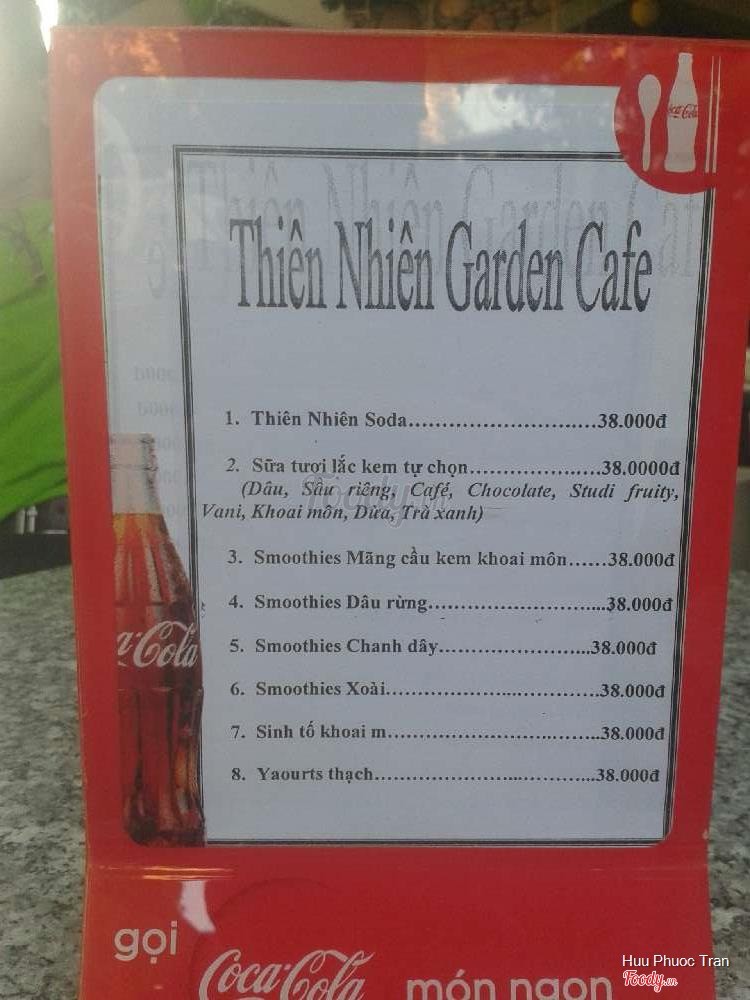 Coca-Cola
Thiên Nhiên Garden Cafe
1. Thiên Nhiên Soda................................38.000đ
2. Sữa tươi lắc kem tự chọn......................38.0000đ
(Dâu, Sầu riêng, Café, Chocolate, Studi fruity,
Vani, Khoai môn, Dừa, Trà xanh)
3. Smoothies Mãng cầu kem khoai môn......38.000đ
4. Smoothies Dâu rừng..............................38.000đ
5. Smoothies Chanh dây..........................38.000đ
6. Smoothies Xoài....................................38.000đ
7. Sinh tố khoai m....................................38.000đ
8. Yaourts thạch......................................38.000đ
a-Cola
gọi
Coca-Cola
món ngon
Huu Phuoc Tran
Foody.vn